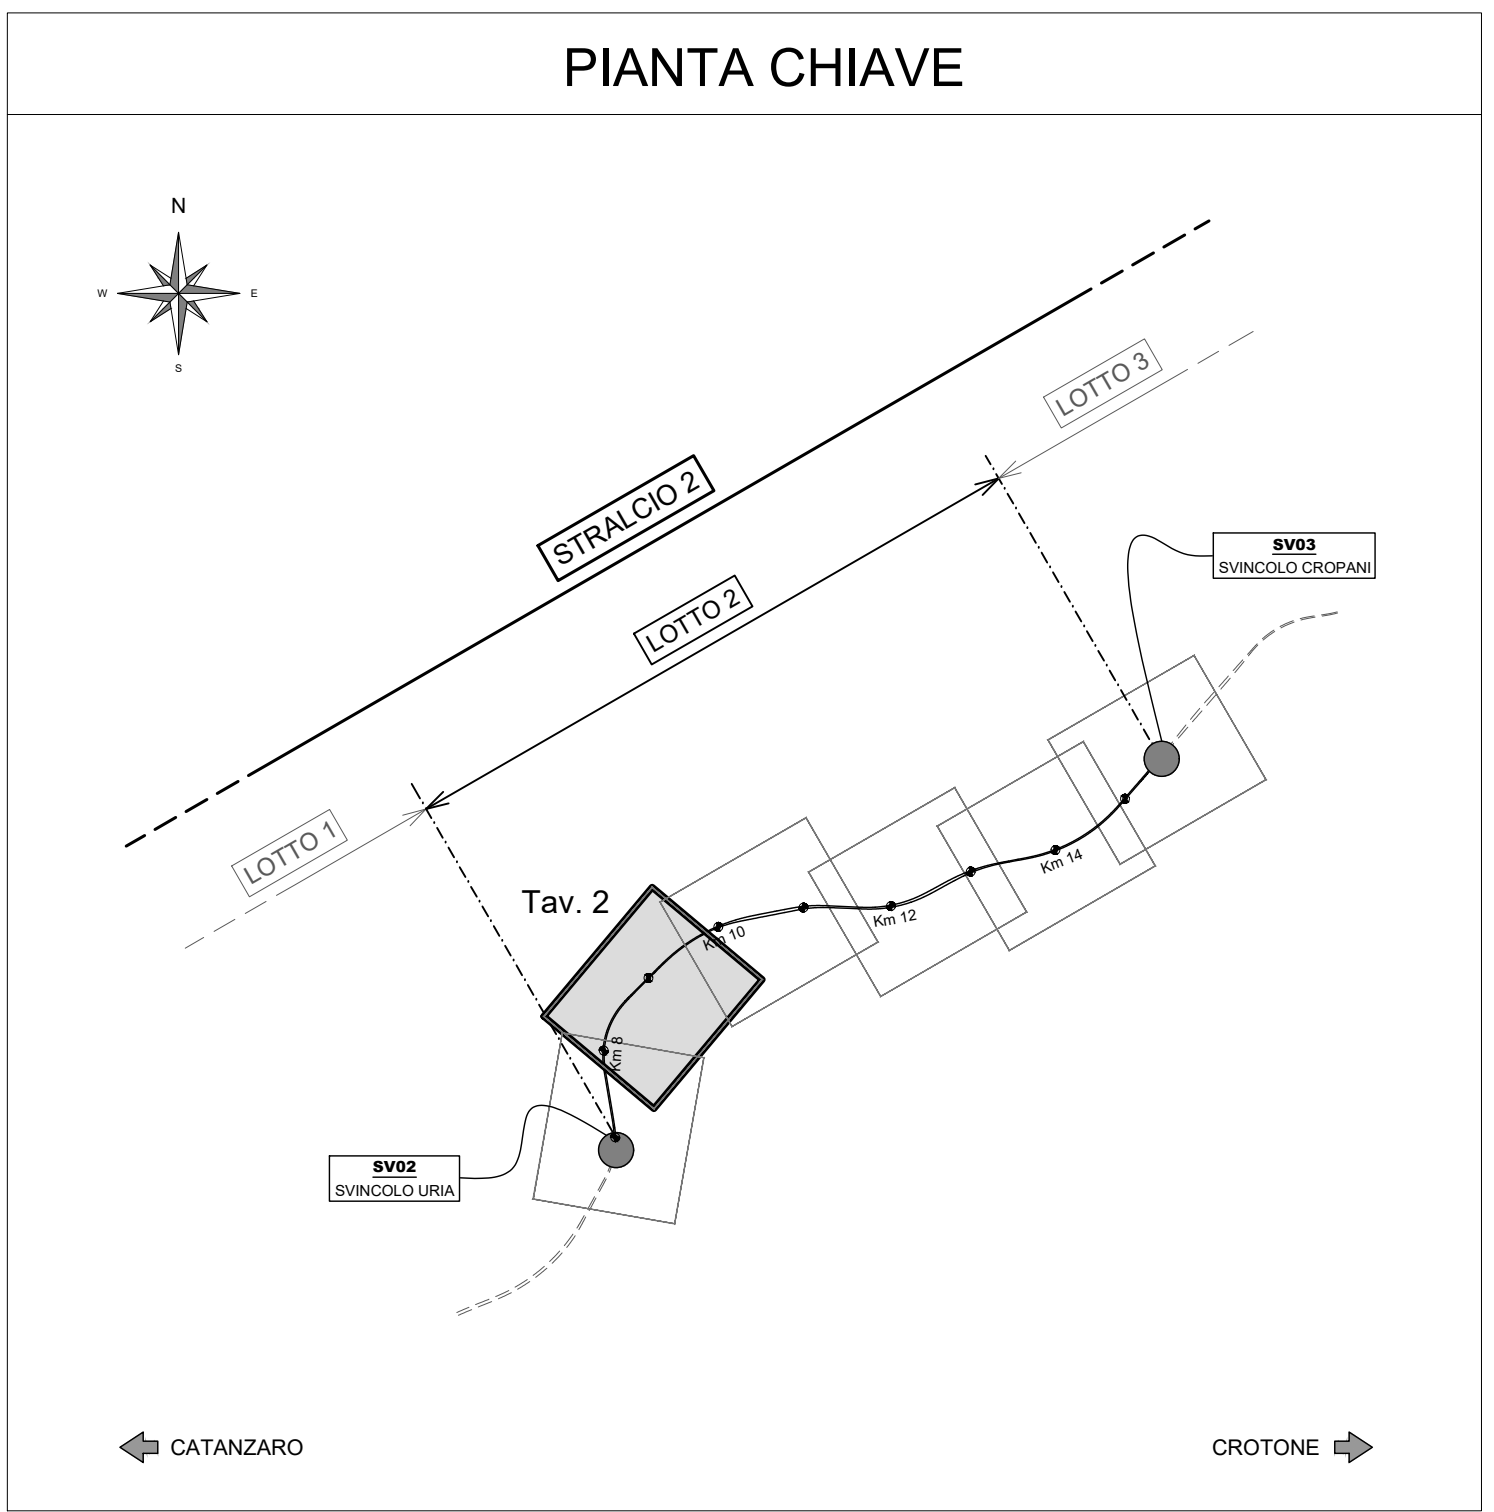 PIANTA CHIAVE
N
W
E
S
LOTTO 3
STRALCIO 2
SV03
SVINCOLO CROPANI
LOTTO 2
LOTTO 1
Tav. 2
Km 14
Km 12
Km 10
Km 8
SV02
SVINCOLO URIA
CATANZARO
CROTONE